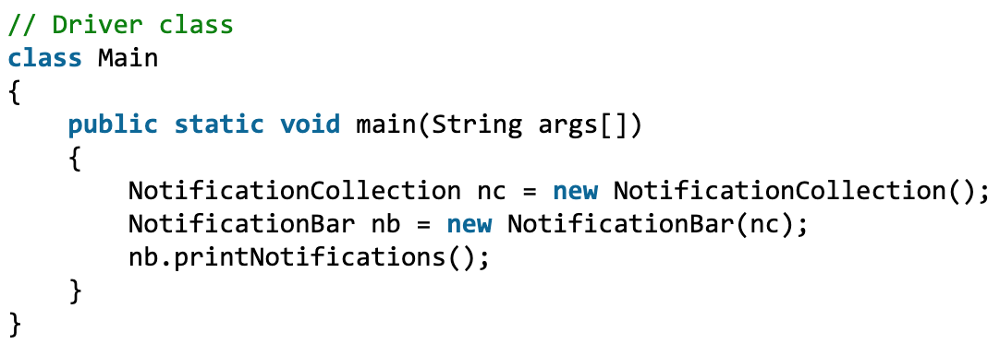 // Driver class
class Main
{
    public static void main(String args[])
    {
        NotificationCollection nc = new NotificationCollection();
        NotificationBar nb = new NotificationBar(nc);
        nb.printNotifications();
    }
}